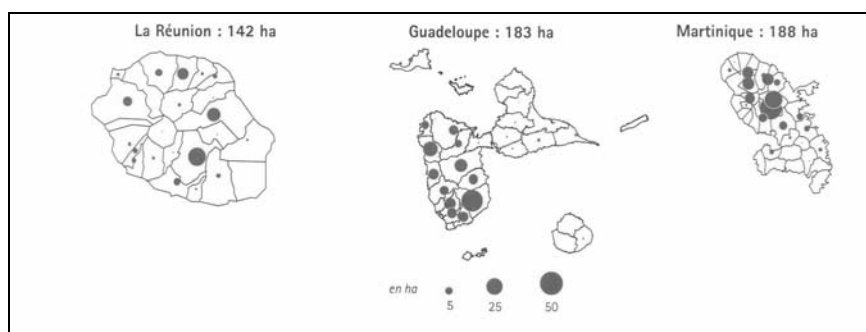 La Réunion : 142 ha
Guadeloupe : 183 ha
Martinique : 188 ha
en ha
5
25
50